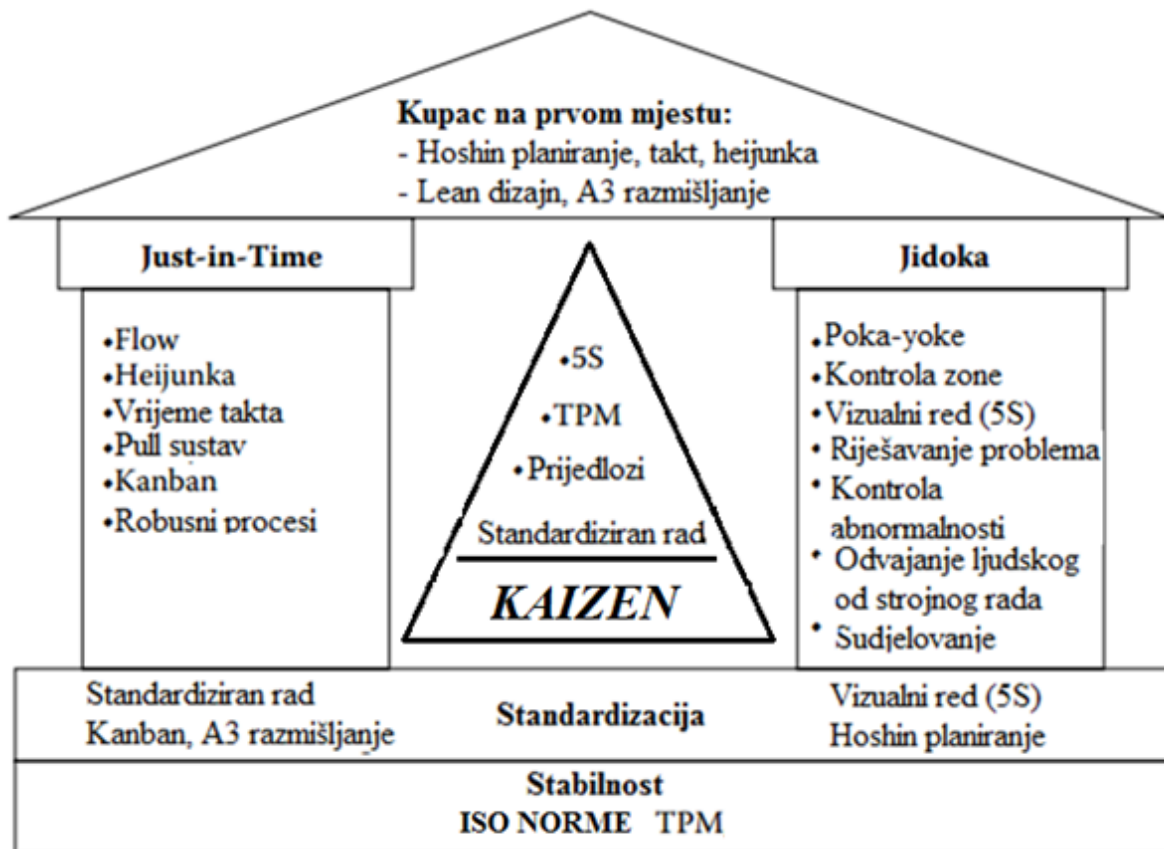 Kupac na prvom mjestu:
- Hoshin planiranje, takt, heijunka
- Lean dizajn, A3 razmišljanje
Just-in-Time
•Flow
•Heijunka
•Vrijeme takta
•Pull sustav
•Kanban
•Robusni procesi
•5S
•TPM
•Prijedlozi
Standardiziran rad
KAIZEN
Jidoka
•Poka-yoke
•Kontrola zone
•Vizualni red (5S)
• Riješavanje problema
• Kontrola
abnormalnosti
• Odvajanje ljudskog
od strojnog rada
• Sudjelovanje
Standardiziran rad
Kanban, A3 razmišljanje
Standardizacija
Vizualni red (5S)
Hoshin planiranje
Stabilnost
ISO NORME TPM